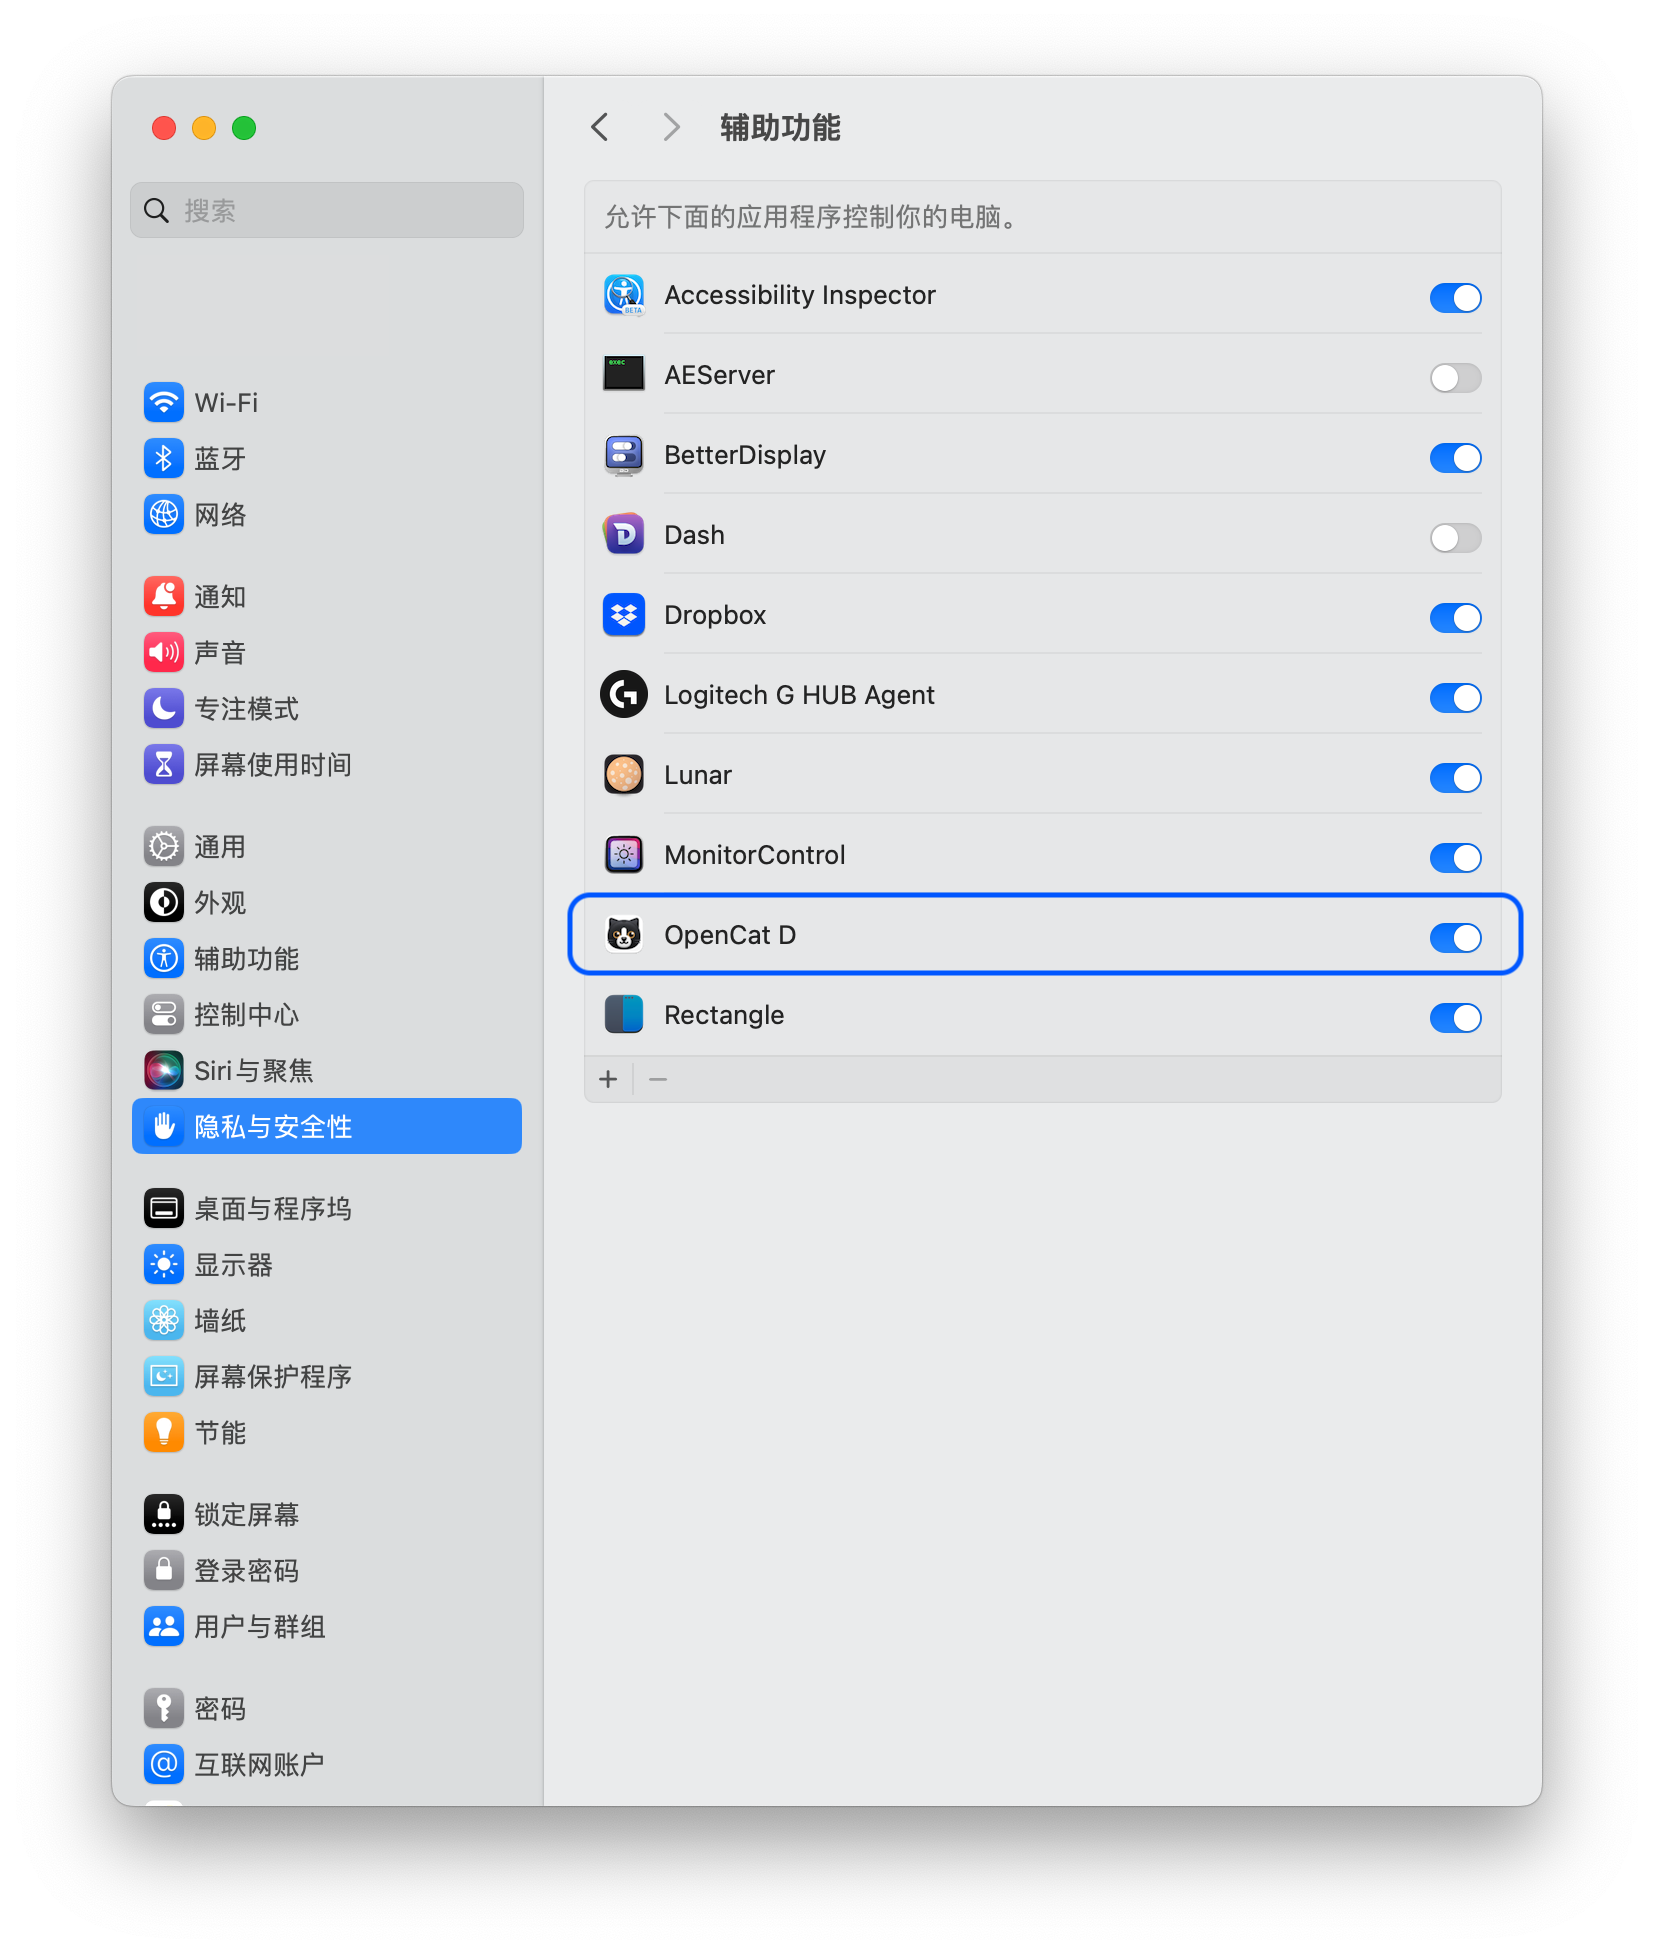 辅助功能
搜索
Wi-Fi
蓝牙
网络
通知
声音
专注模式
屏幕使用时间
通用
外观
辅助功能
控制中心
Siri与聚焦
隐私与安全性
桌面与程序坞
显示器
墙纸
屏幕保护程序
节能
锁定屏幕
登录密码
用户与群组
密码
互联网账户
允许下面的应用程序控制你的电脑。
BETA
Accessibility Inspector
exec
AEServer
BetterDisplay
Dash
Dropbox
Logitech G HUB Agent
Lunar
MonitorControl
OpenCat D
Rectangle